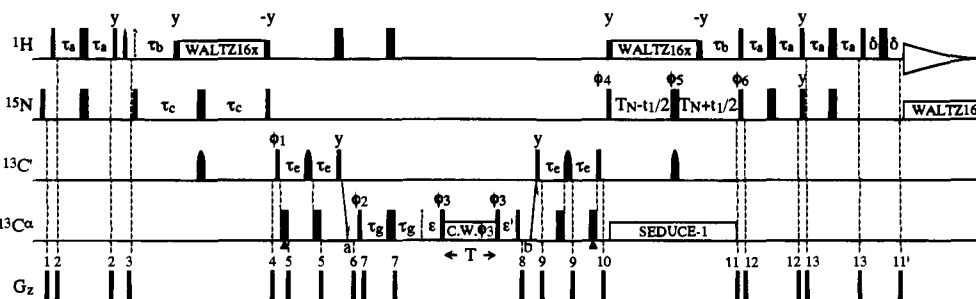 y y -y y -y y
¹H τa τa τb WALTZ16x WALTZ16x τb τa τa τa τa δ δ
ϕ4 ϕ5 ϕ6 y
¹⁵N τc τc TN-t1/2 TN+t1/2 WALTZ16
ϕ1 y y
¹³C' τe τe τe τe
ϕ2 ϕ3 ϕ3
¹³Cα a τg τg ε C.W.ϕ3 ε' b SEDUCE-1
T
1 2 2 3 4 5 5 6 7 7 8 9 9 10 11 12 12 13 13 11'
Gz